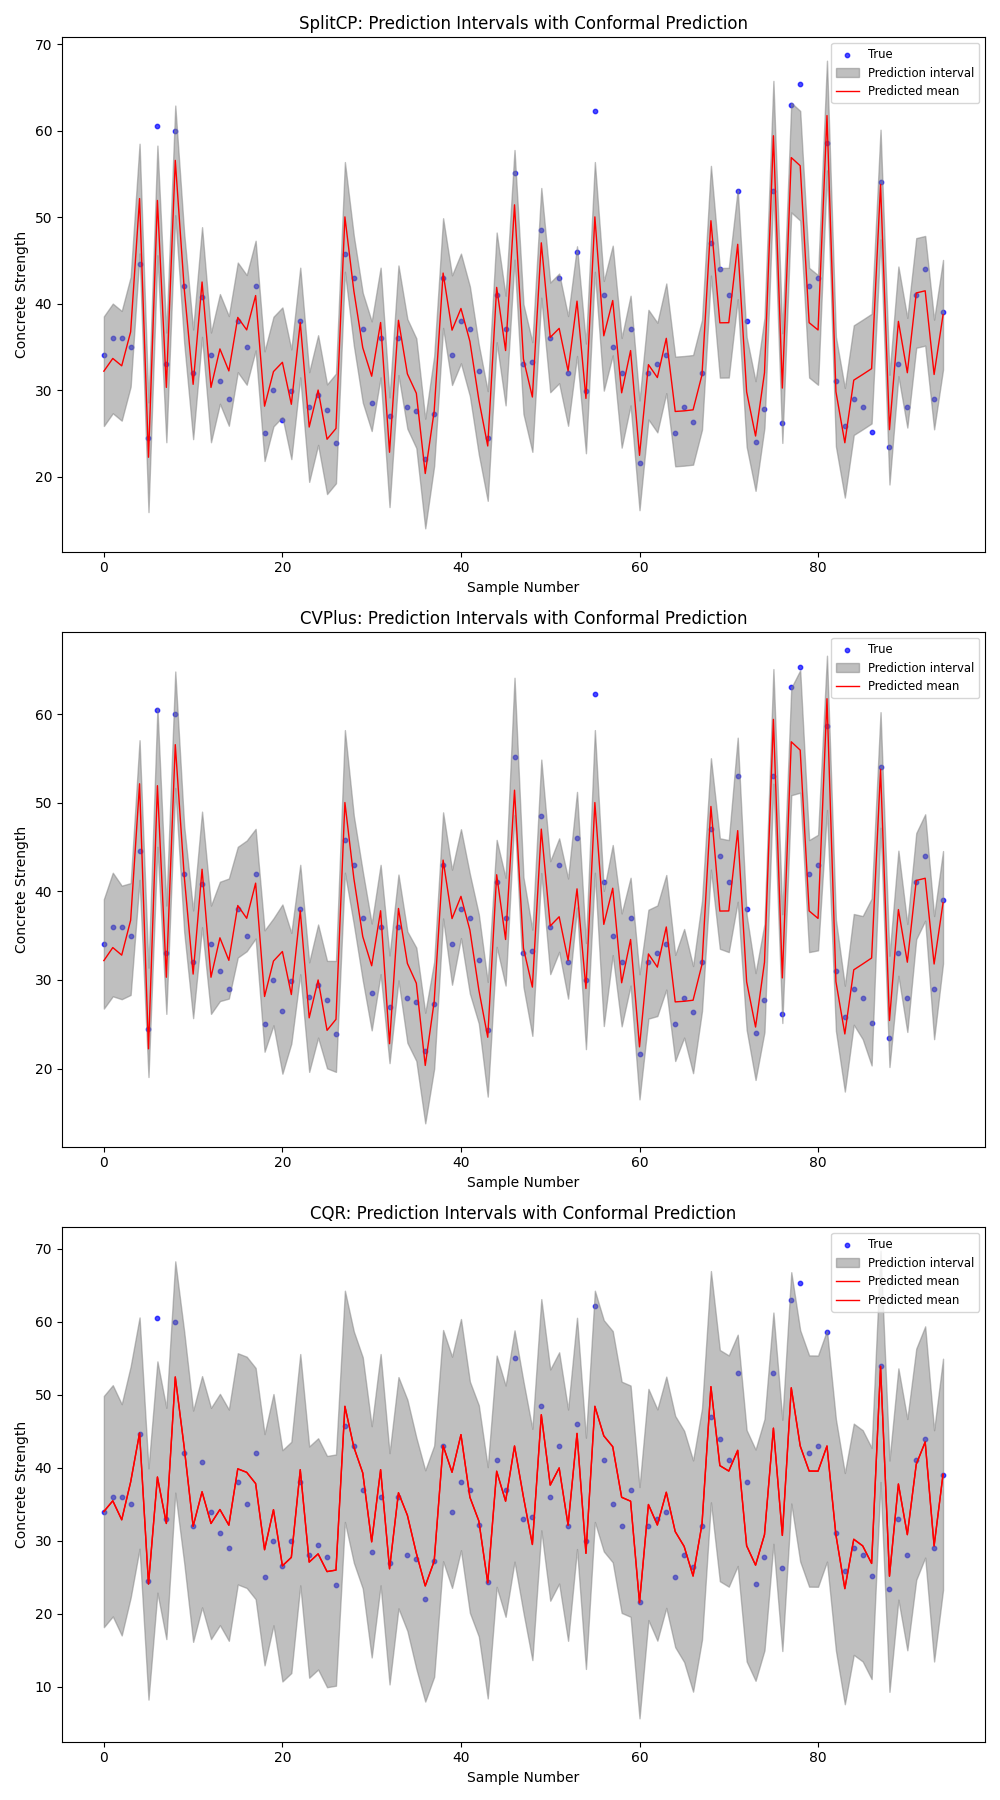 SplitCP: Prediction Intervals with Conformal Prediction
70
60
50
40
30
20
Concrete Strength
True
Prediction interval
Predicted mean
0 20 40 60 80
Sample Number
CVPlus: Prediction Intervals with Conformal Prediction
60
50
40
30
20
Concrete Strength
True
Prediction interval
Predicted mean
0 20 40 60 80
Sample Number
CQR: Prediction Intervals with Conformal Prediction
70
60
50
40
30
20
10
Concrete Strength
True
Prediction interval
Predicted mean
Predicted mean
0 20 40 60 80
Sample Number